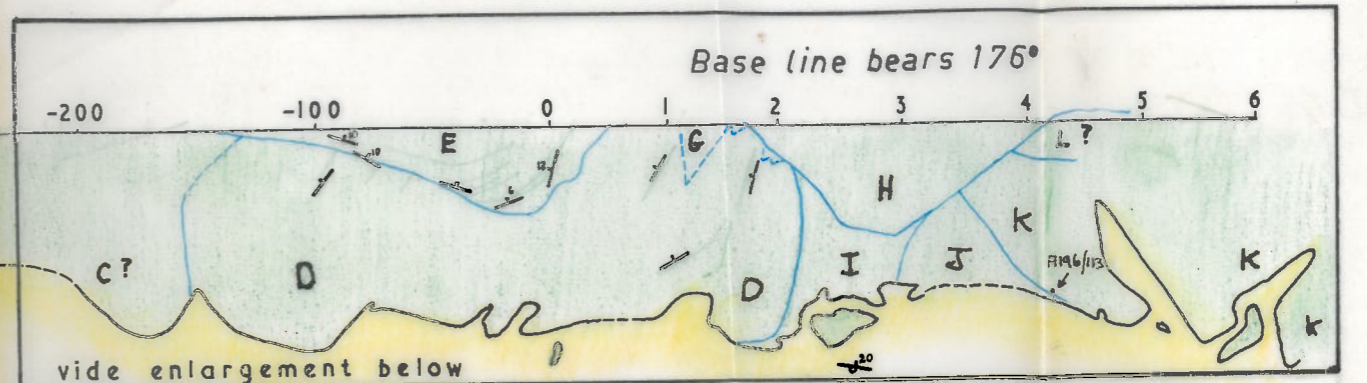 Base line bears 176°
-200 -100 0 1 2 3 4 5 6
E G L?
H
K
C? D D I J A196/113 K
K
20
vide enlargement below